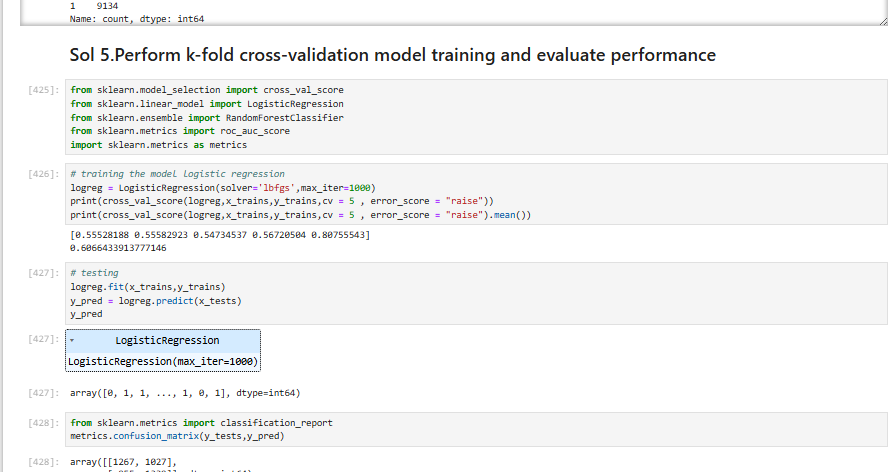 1    9134
Name: count, dtype: int64
Sol 5.Perform k-fold cross-validation model training and evaluate performance
[425]: from sklearn.model_selection import cross_val_score
from sklearn.linear_model import LogisticRegression
from sklearn.ensemble import RandomForestClassifier
from sklearn.metrics import roc_auc_score
import sklearn.metrics as metrics
[426]: # training the model Logistic regression
logreg = LogisticRegression(solver='lbfgs',max_iter=1000)
print(cross_val_score(logreg,x_trains,y_trains,cv = 5 , error_score = "raise"))
print(cross_val_score(logreg,x_trains,y_trains,cv = 5 , error_score = "raise").mean())
[0.55528188 0.55582923 0.54734537 0.56720504 0.80755543]
0.6066433913777146
[427]: # testing
logreg.fit(x_trains,y_trains)
y_pred = logreg.predict(x_tests)
y_pred
[427]: LogisticRegression
LogisticRegression(max_iter=1000)
[427]: array([0, 1, 1, ..., 1, 0, 1], dtype=int64)
[428]: from sklearn.metrics import classification_report
metrics.confusion_matrix(y_tests,y_pred)
[428]: array([[1267, 1027],